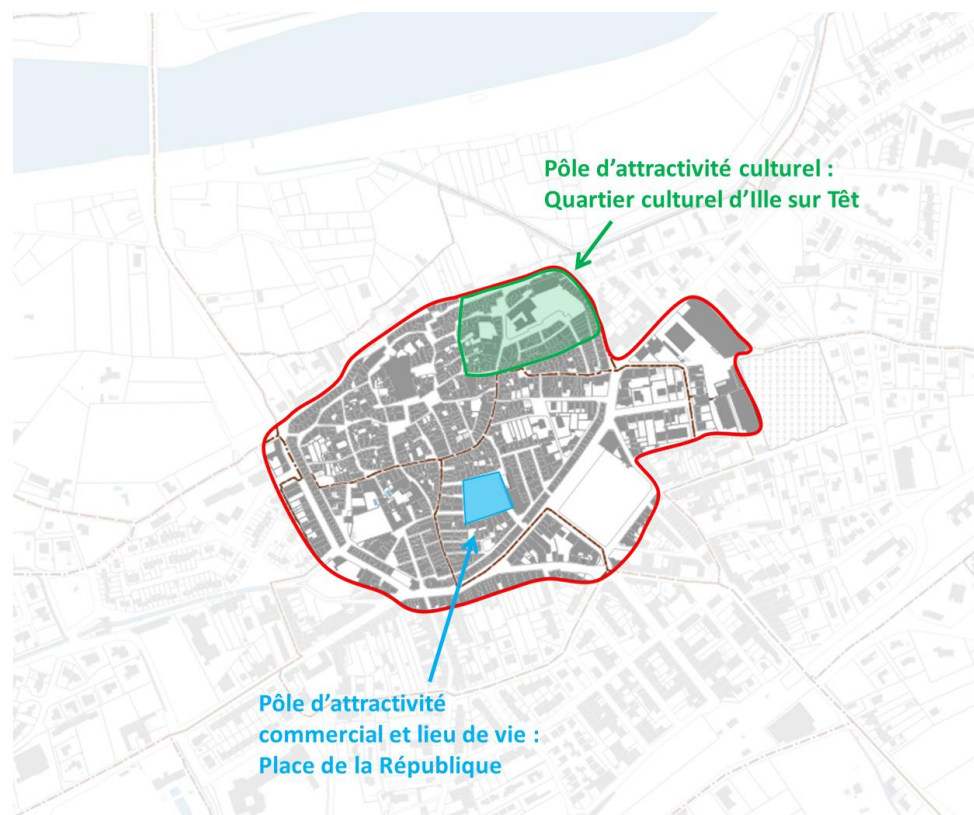 Pôle d'attractivité culturel :
Quartier culturel d'Ille sur Têt
Pôle d'attractivité
commercial et lieu de vie :
Place de la République